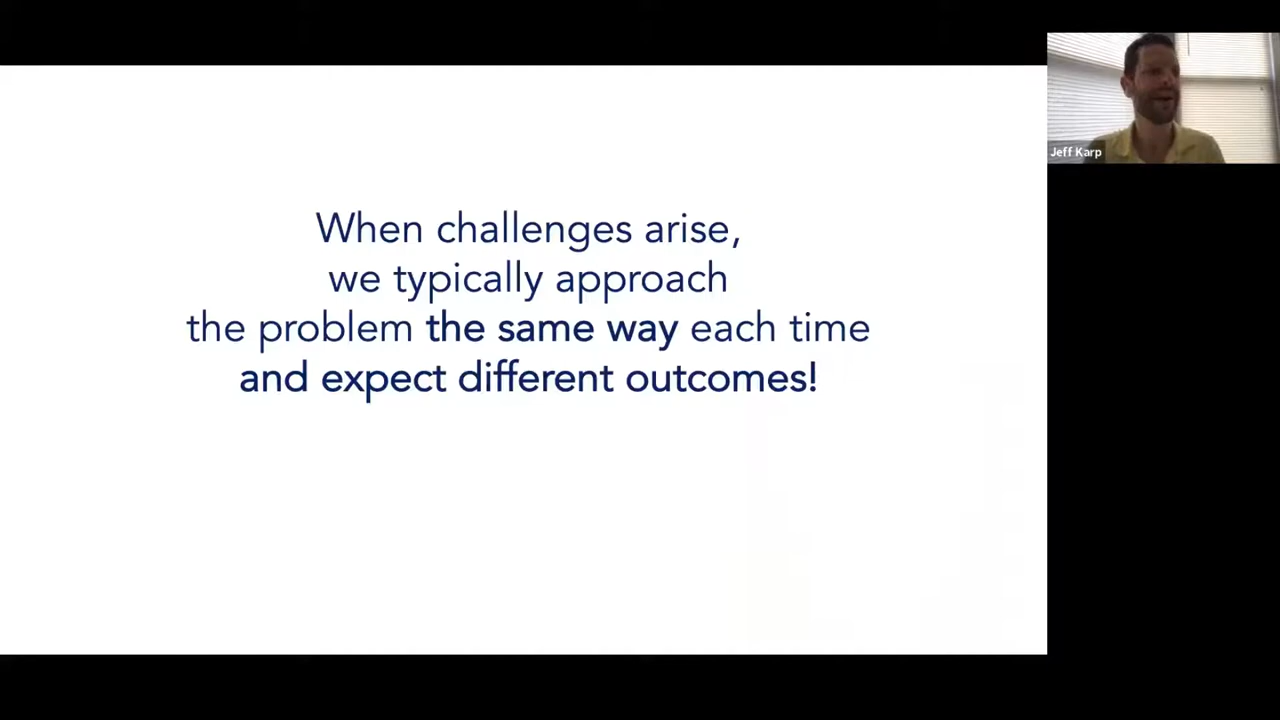 When challenges arise,
we typically approach
the problem the same way each time
and expect different outcomes!
Jeff Karp